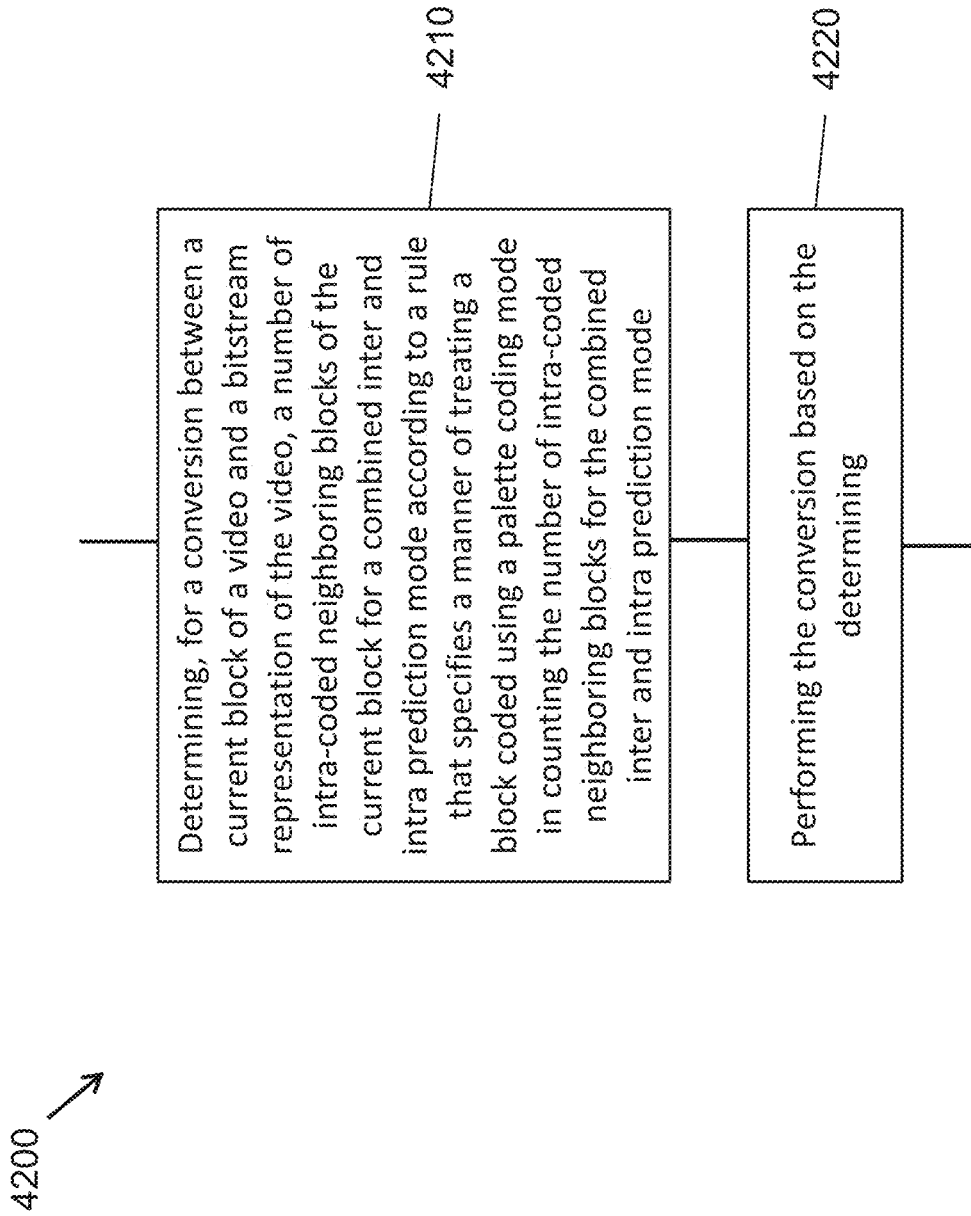 4200
Determining, for a conversion between a
current block of a video and a bitstream
representation of the video, a number of
intra-coded neighboring blocks of the
current block for a combined inter and
intra prediction mode according to a rule
that specifies a manner of treating a
block coded using a palette coding mode
in counting the number of intra-coded
neighboring blocks for the combined
inter and intra prediction mode
4210
Performing the conversion based on the
determining
4220